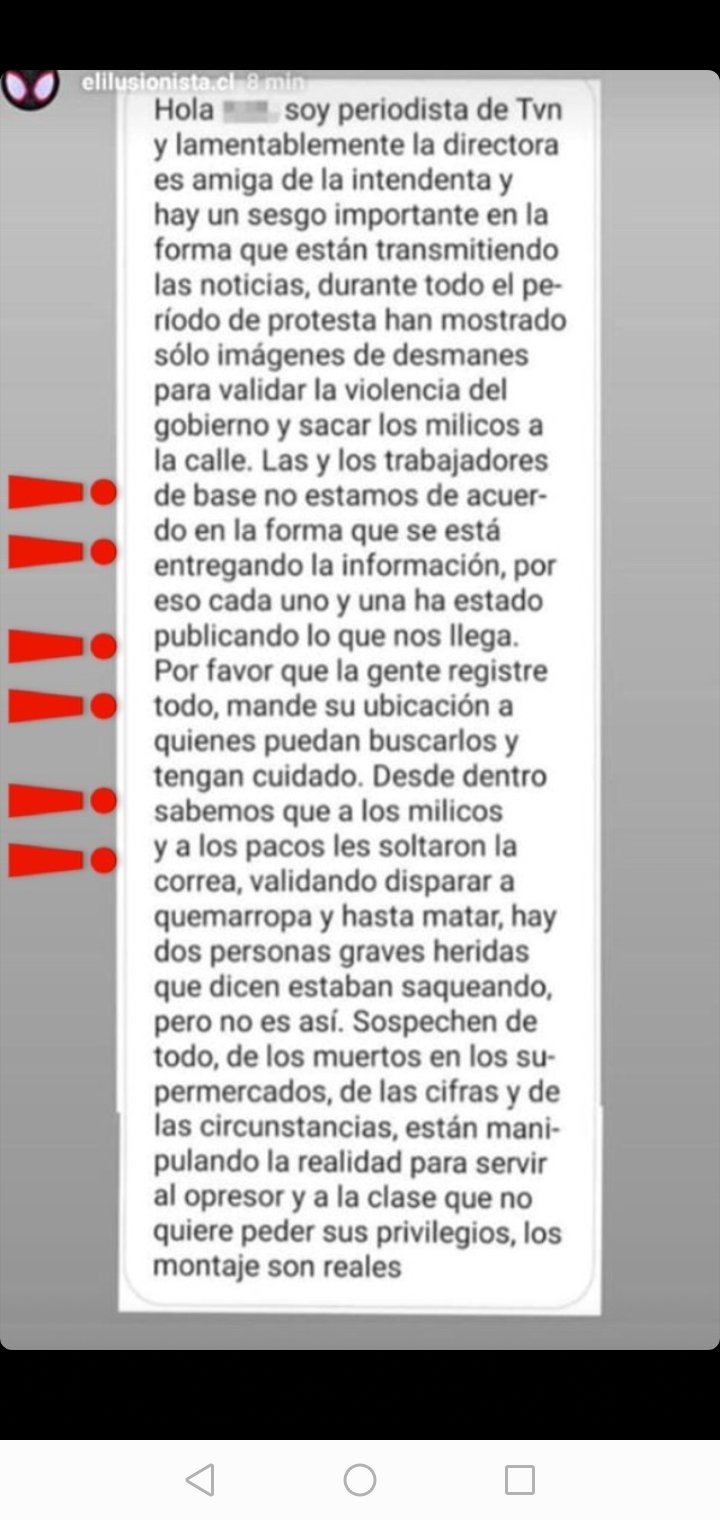 elilusionista.cl 8 min
Hola soy periodista de Tvn
y lamentablemente la directora
es amiga de la intendenta y
hay un sesgo importante en la
forma que están transmitiendo
las noticias, durante todo el pe-
ríodo de protesta han mostrado
sólo imágenes de desmanes
para validar la violencia del
gobierno y sacar los milicos a
la calle. Las y los trabajadores
de base no estamos de acuer-
do en la forma que se está
entregando la información, por
eso cada uno y una ha estado
publicando lo que nos llega.
Por favor que la gente registre
todo, mande su ubicación a
quienes puedan buscarlos y
tengan cuidado. Desde dentro
sabemos que a los milicos
y a los pacos les soltaron la
correa, validando disparar a
quemarropa y hasta matar, hay
dos personas graves heridas
que dicen estaban saqueando,
pero no es así. Sospechen de
todo, de los muertos en los su-
permercados, de las cifras y de
las circunstancias, están mani-
pulando la realidad para servir
al opresor y a la clase que no
quiere peder sus privilegios, los
montaje son reales